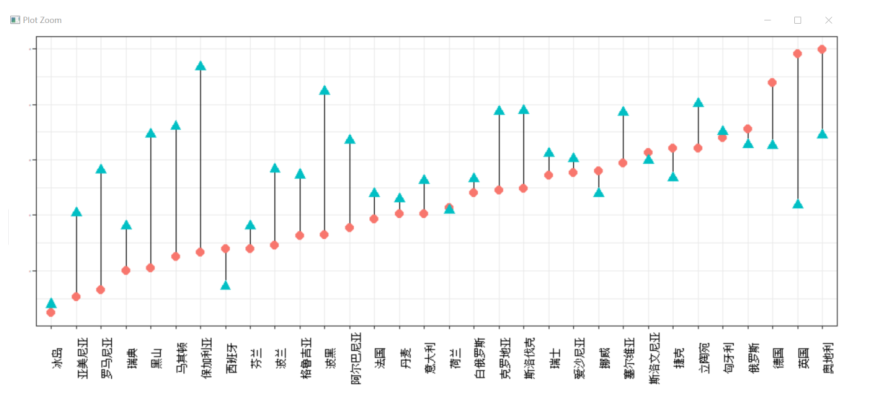 Plot Zoom
冰岛
亚美尼亚
罗马尼亚
瑞典
黑山
马其顿
保加利亚
西班牙
芬兰
波兰
格鲁吉亚
波黑
阿尔巴尼亚
法国
丹麦
意大利
荷兰
白俄罗斯
克罗地亚
斯洛伐克
瑞士
爱沙尼亚
挪威
塞尔维亚
斯洛文尼亚
捷克
立陶宛
匈牙利
俄罗斯
德国
英国
奥地利